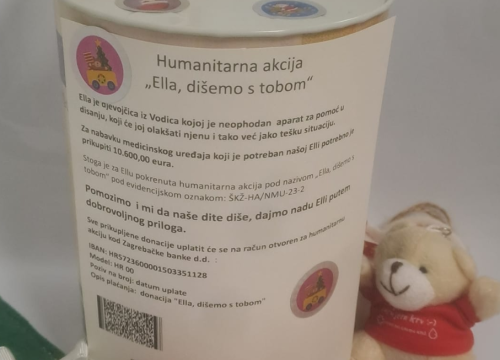 Humanitarna akcija
„Ella, dišemo s tobom“
Ella je djevojčica iz Vodica kojoj je neophodan aparat za pomoć u
disanju, koji će joj olakšati njenu i tako već jako tešku situaciju.
Za nabavku medicinskog uređaja koji je potreban našoj Elli potrebno je
prikupiti 10.600,00 eura.
Stoga je za Ellu pokrenuta humanitarna akcija pod nazivom „Ella, dišemo s
tobom“ pod evidencijskom oznakom: ŠKŽ-HA/NMU-23-2
Pomozimo i mi da naše dite diše, dajmo nadu Elli putem
dobrovoljnog priloga.
Sve prikupljene donacije uplatit će se na račun otvoren za humanitarnu
akciju kod Zagrebačke banke d.d.
IBAN: HR5723600001503351128
Model: HR 00
Poziv na broj: datum uplate
Opis plaćanja: donacija "Ella, dišemo s tobom"